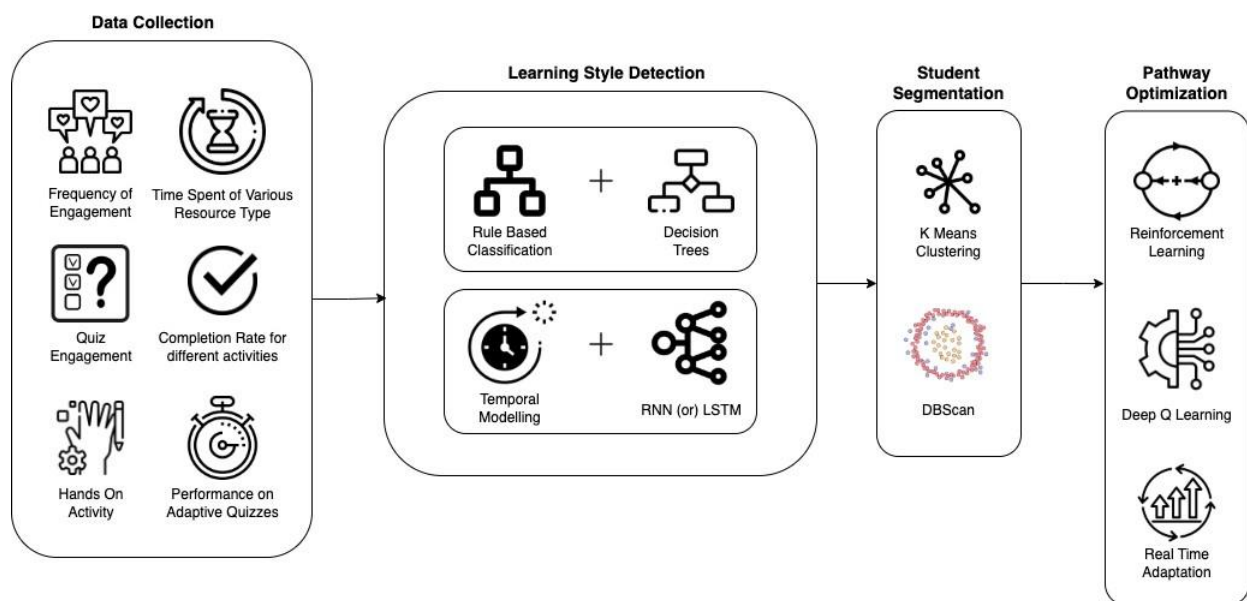 Data Collection
Frequency of
Engagement
Time Spent of Various
Resource Type
Quiz
Engagement
Completion Rate for
different activities
Hands On
Activity
Performance on
Adaptive Quizzes
Learning Style Detection
Rule Based
Classification
+
Decision
Trees
Temporal
Modelling
+
RNN (or) LSTM
Student
Segmentation
K Means
Clustering
DBScan
Pathway
Optimization
Reinforcement
Learning
Deep Q Learning
Real Time
Adaptation